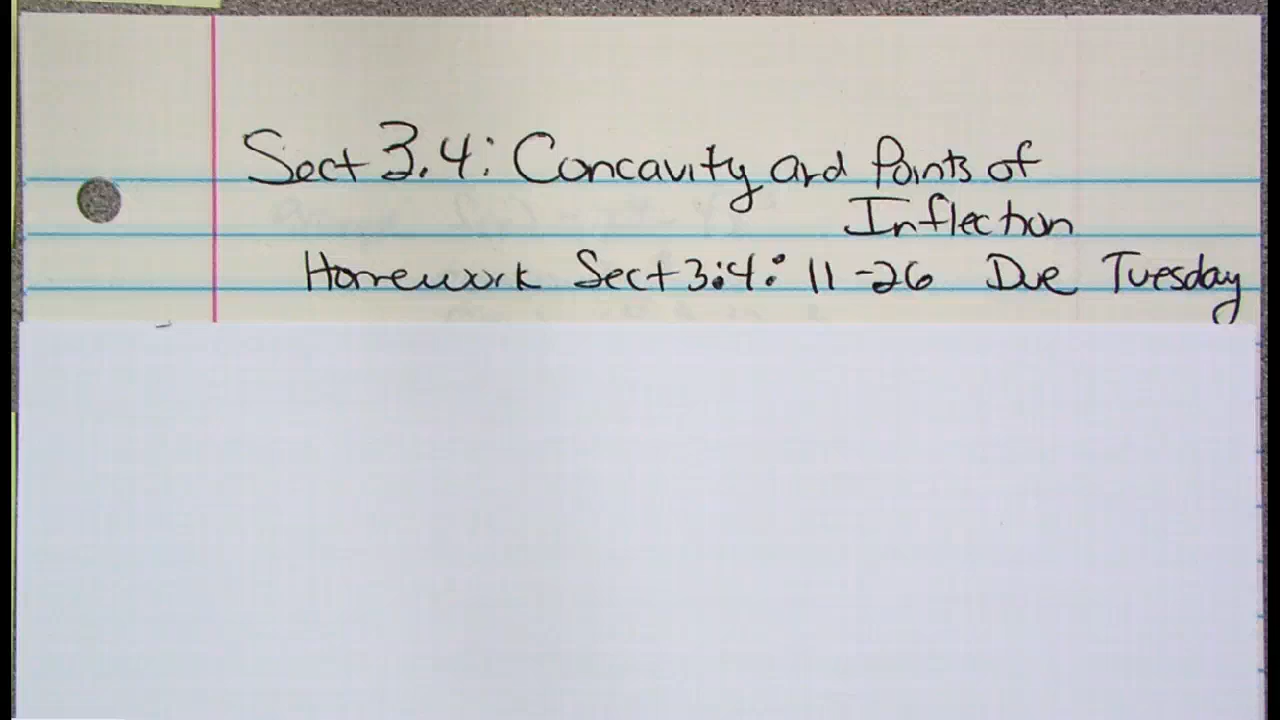 Sect 3.4: Concavity and Points of
Inflection
Homework Sect 3:4: 11-26 Due Tuesday